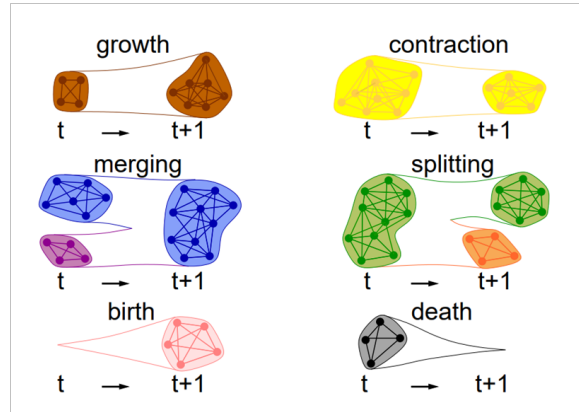 growth
contraction
t t+1
t t+1
merging
splitting
t t+1
t t+1
birth
death
t t+1
t t+1